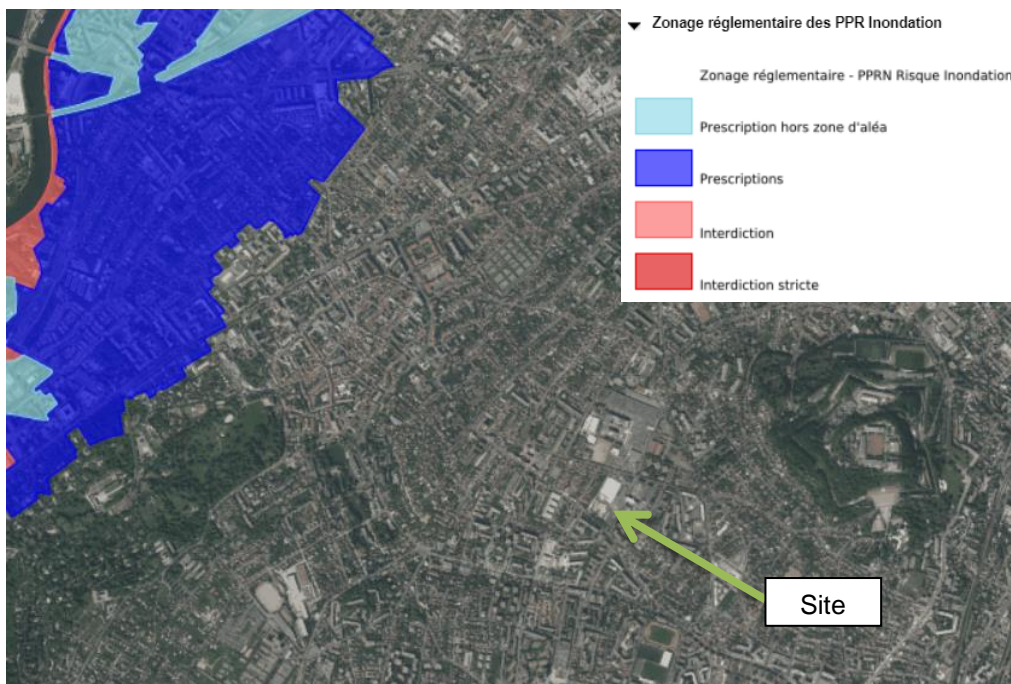 Zonage réglementaire des PPR Inondation
Zonage réglementaire - PPRN Risque Inondation
Prescription hors zone d'aléa
Prescriptions
Interdiction
Interdiction stricte
Site